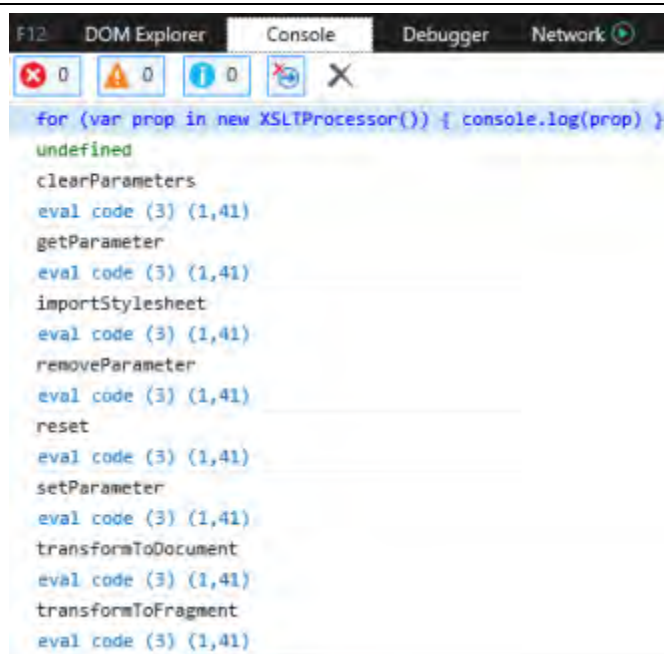 F12 DOM Explorer Console Debugger Network
0 0 0
for (var prop in new XSLTProcessor()) { console.log(prop) }
undefined
clearParameters
eval code (3) (1,41)
getParameter
eval code (3) (1,41)
importStylesheet
eval code (3) (1,41)
removeParameter
eval code (3) (1,41)
reset
eval code (3) (1,41)
setParameter
eval code (3) (1,41)
transformToDocument
eval code (3) (1,41)
transformToFragment
eval code (3) (1,41)